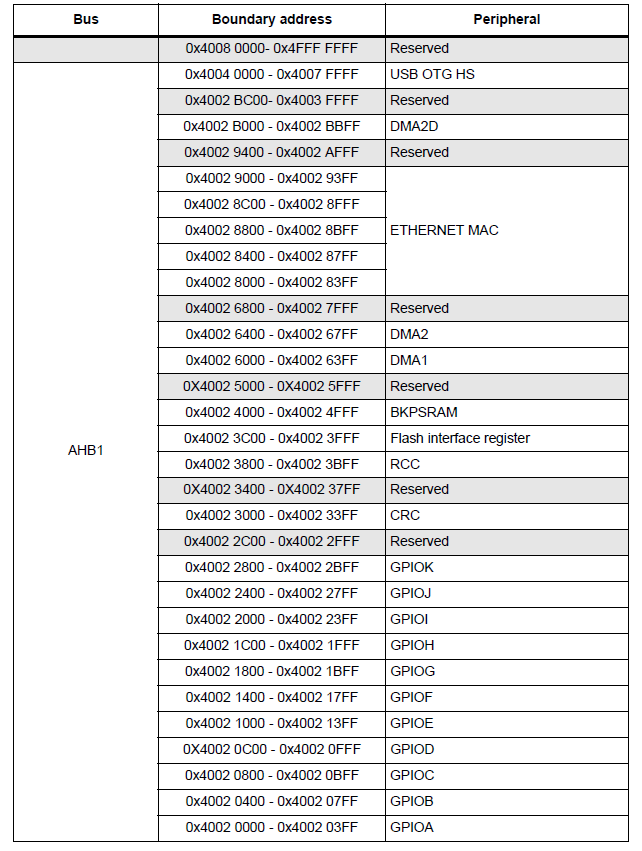 Bus Boundary address Peripheral
0x4008 0000- 0x4FFF FFFF Reserved
0x4004 0000 - 0x4007 FFFF USB OTG HS
0x4002 BC00- 0x4003 FFFF Reserved
0x4002 B000 - 0x4002 BBFF DMA2D
0x4002 9400 - 0x4002 AFFF Reserved
0x4002 9000 - 0x4002 93FF
0x4002 8C00 - 0x4002 8FFF
0x4002 8800 - 0x4002 8BFF ETHERNET MAC
0x4002 8400 - 0x4002 87FF
0x4002 8000 - 0x4002 83FF
0x4002 6800 - 0x4002 7FFF Reserved
0x4002 6400 - 0x4002 67FF DMA2
0x4002 6000 - 0x4002 63FF DMA1
0X4002 5000 - 0X4002 5FFF Reserved
0x4002 4000 - 0x4002 4FFF BKPSRAM
0x4002 3C00 - 0x4002 3FFF Flash interface register
AHB1 0x4002 3800 - 0x4002 3BFF RCC
0X4002 3400 - 0X4002 37FF Reserved
0x4002 3000 - 0x4002 33FF CRC
0x4002 2C00 - 0x4002 2FFF Reserved
0x4002 2800 - 0x4002 2BFF GPIOK
0x4002 2400 - 0x4002 27FF GPIOJ
0x4002 2000 - 0x4002 23FF GPIOI
0x4002 1C00 - 0x4002 1FFF GPIOH
0x4002 1800 - 0x4002 1BFF GPIOG
0x4002 1400 - 0x4002 17FF GPIOF
0x4002 1000 - 0x4002 13FF GPIOE
0X4002 0C00 - 0x4002 0FFF GPIOD
0x4002 0800 - 0x4002 0BFF GPIOC
0x4002 0400 - 0x4002 07FF GPIOB
0x4002 0000 - 0x4002 03FF GPIOA